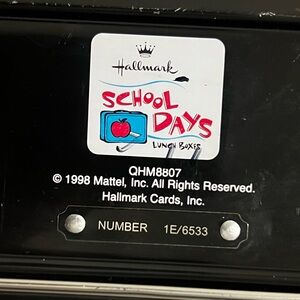 Hallmark
SCHOOL
DAYS
LUNCH BOXES
QHM8807
© 1998 Mattel, Inc. All Rights Reserved.
Hallmark Cards, Inc.
NUMBER 1E/6533